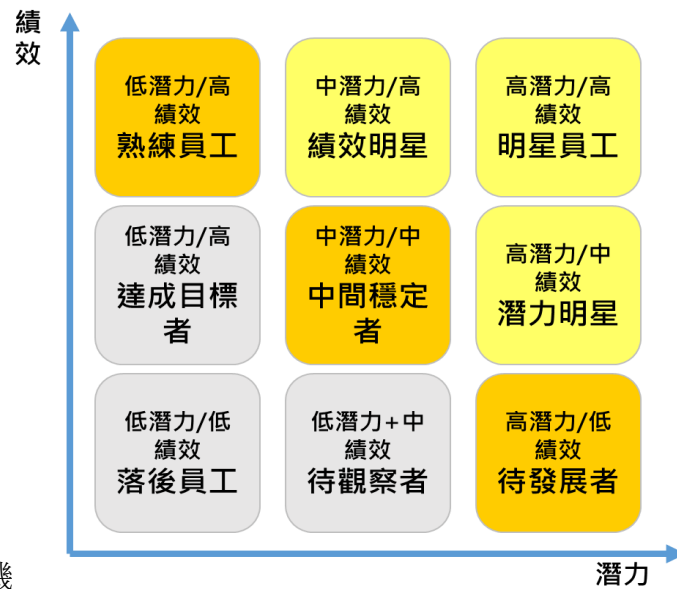 績
效
低潛力/高
績效
熟練員工
中潛力/高
績效
績效明星
高潛力/高
績效
明星員工
低潛力/高
績效
達成目標
者
中潛力/中
績效
中間穩定
者
高潛力/中
績效
潛力明星
低潛力/低
績效
落後員工
低潛力+中
績效
待觀察者
高潛力/低
績效
待發展者
潛力